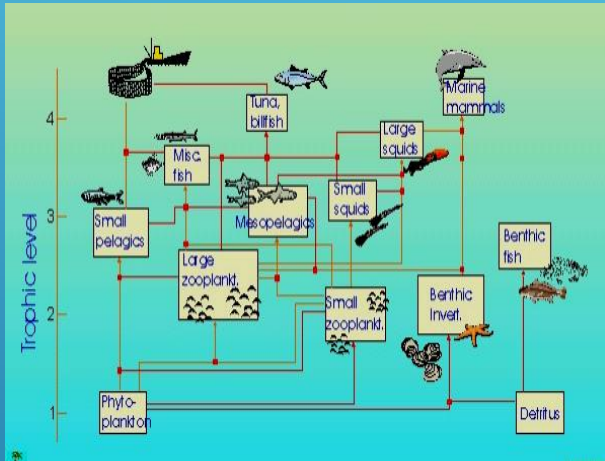 Trophic level
4
3
2
1
Tuna,
billfish
Marine
mammals
Misc.
fish
Large
squids
Small
pelagics
Mesopelagics
Small
squids
Benthic
fish
Large
zooplankt.
Small
zooplankt.
Benthic
Invert.
Phyto-
plankton
Detritus